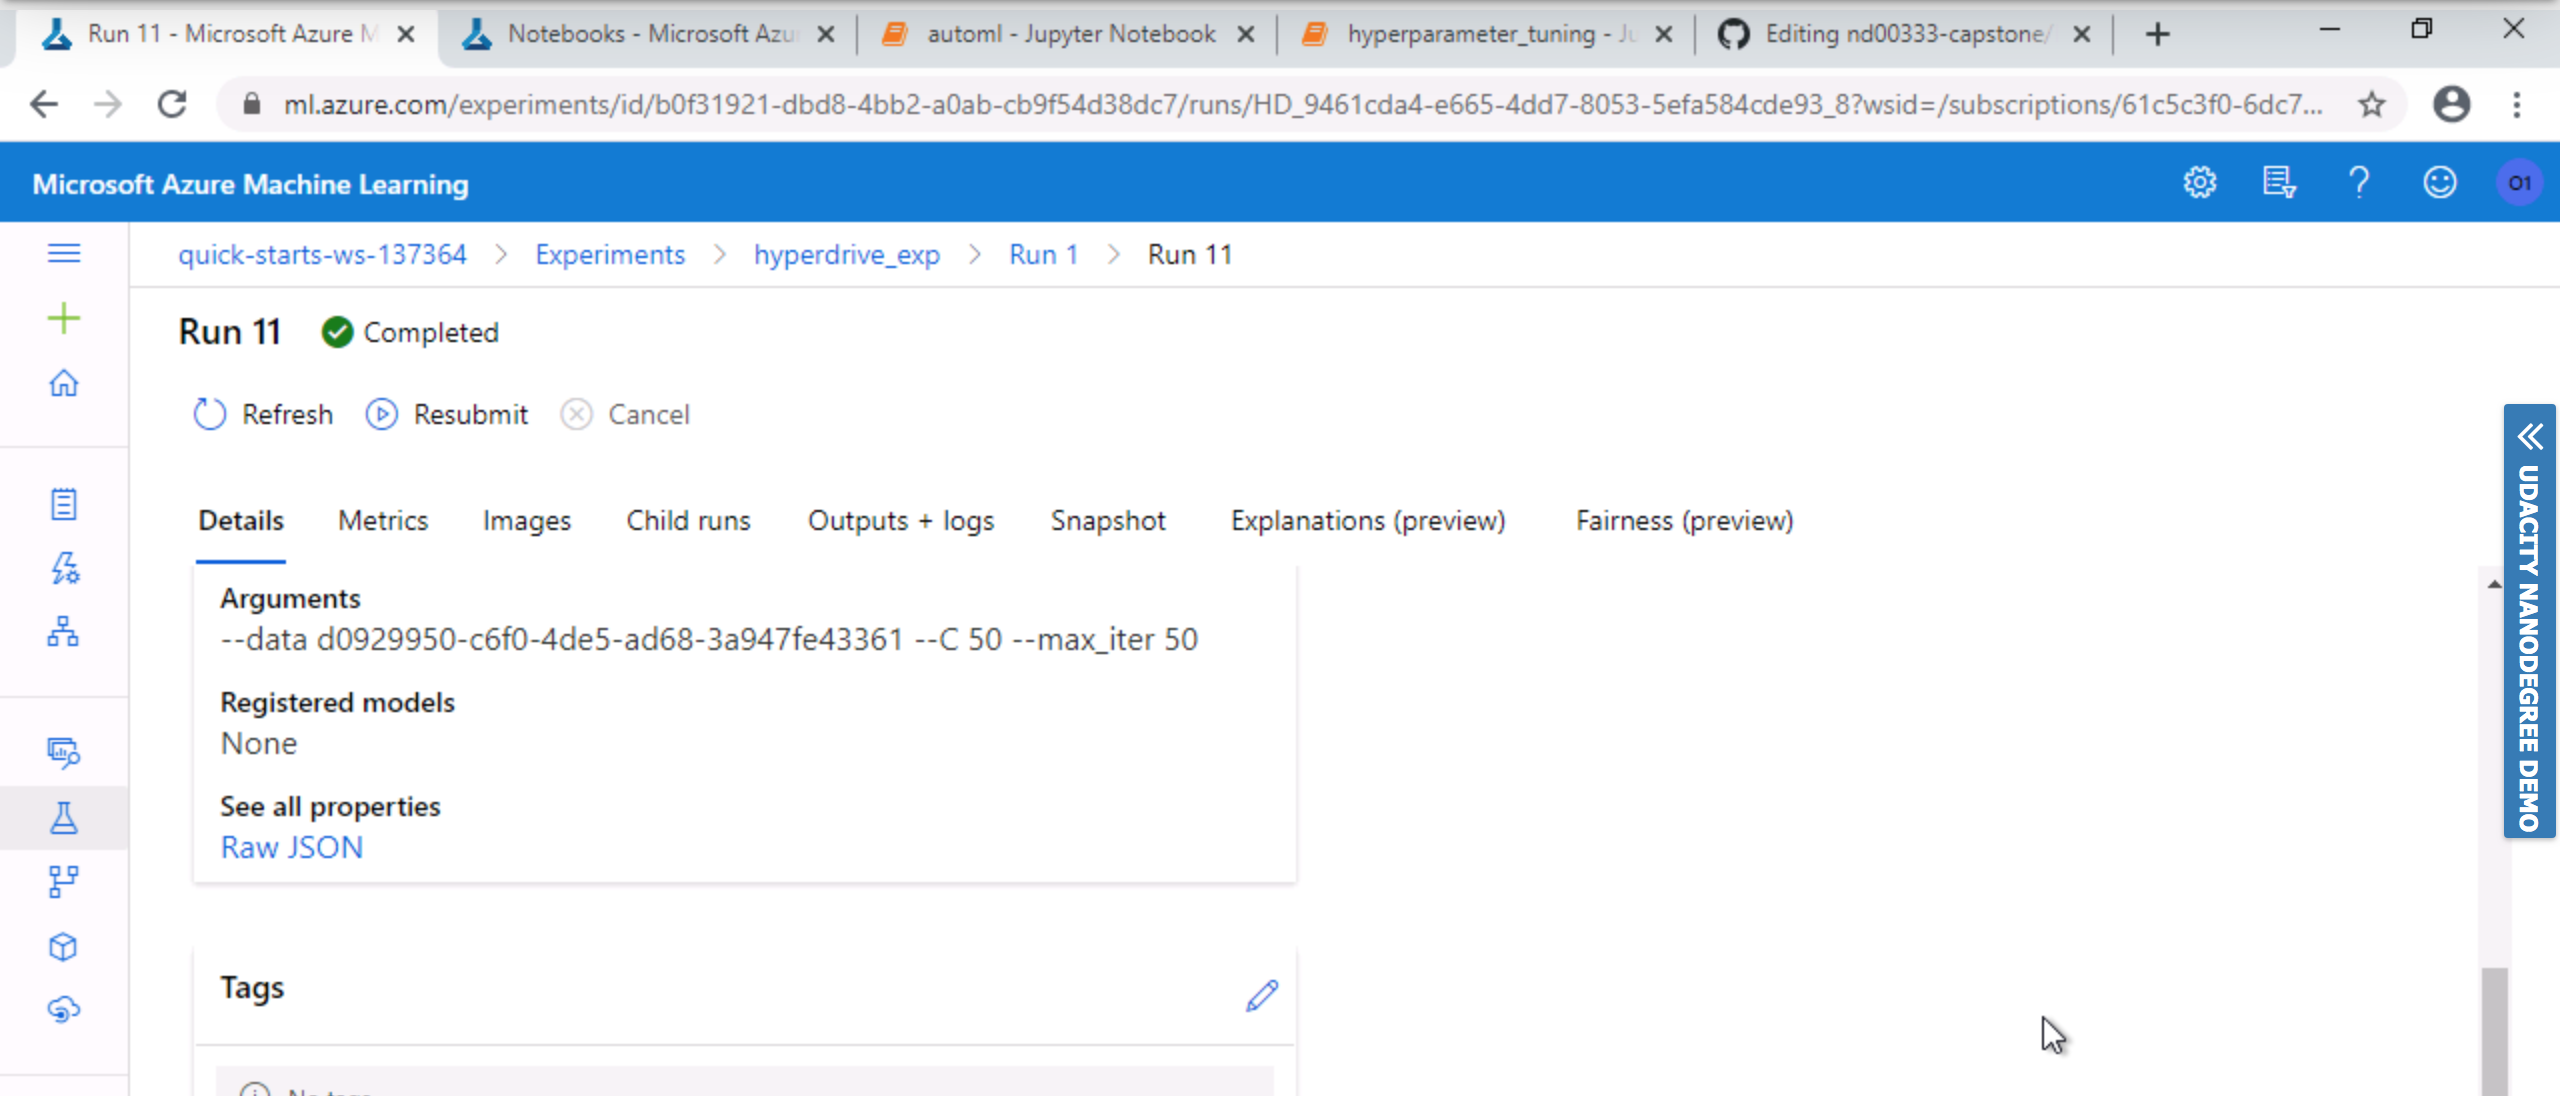 Run 11 - Microsoft Azure M
Notebooks - Microsoft Azu
automl - Jupyter Notebook
hyperparameter_tuning - Ju
Editing nd00333-capstone/
ml.azure.com/experiments/id/b0f31921-dbd8-4bb2-a0ab-cb9f54d38dc7/runs/HD_9461cda4-e665-4dd7-8053-5efa584cde93_8?wsid=/subscriptions/61c5c3f0-6dc7...
Microsoft Azure Machine Learning
O1
quick-starts-ws-137364 > Experiments > hyperdrive_exp > Run 1 > Run 11
Run 11 Completed
Refresh Resubmit Cancel
Details Metrics Images Child runs Outputs + logs Snapshot Explanations (preview) Fairness (preview)
Arguments
--data d0929950-c6f0-4de5-ad68-3a947fe43361 --C 50 --max_iter 50
Registered models
None
See all properties
Raw JSON
Tags
No tags
UDACITY NANODEGREE DEMO